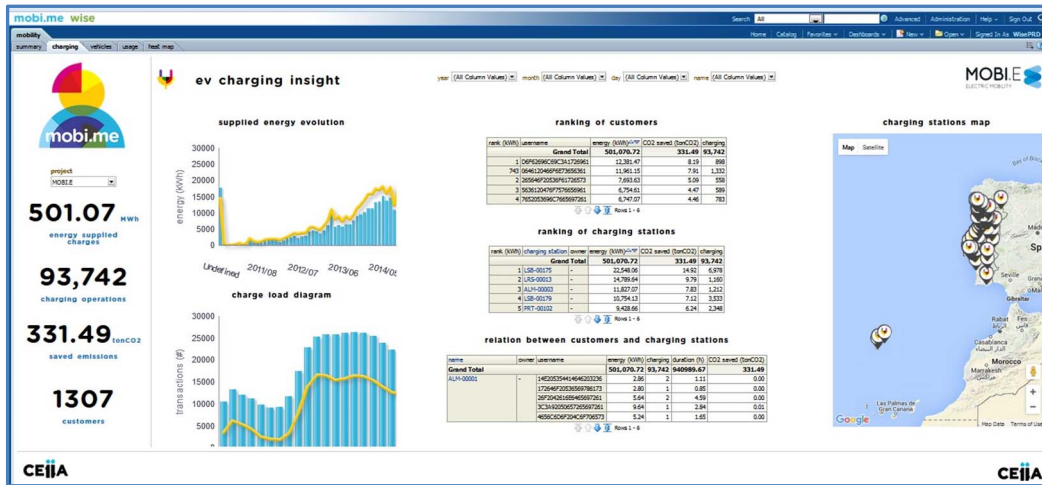 mobi.me wise
Search All Advanced Administration Help Sign Out
mobility
Home Catalog Favorites Dashboards New Open Signed In As WisePRD
summary charging vehicles usage heat map
mobi.me
project
MOBI.E
501.07 MWh
energy supplied
charges
93,742
charging operations
331.49 tonCO2
saved emissions
1307
customers
ev charging insight
year (All Column Values) month (All Column Values) day (All Column Values) name (All Column Values)
MOBI.E
ELECTRIC MOBILITY
supplied energy evolution
energy (kWh)
30000
25000
20000
15000
10000
5000
0
Undefined 2011/08 2012/07 2013/06 2014/05
charge load diagram
transactions (#)
30000
25000
20000
15000
10000
5000
0
ranking of customers
rank (kWh) username energy (kWh) CO2 saved (tonCO2) charging
Grand Total 501,070.72 331.49 93,742
1 D6F62696C69C3A1726961 12,381.47 8.19 898
743 0646120466F6E73656361 11,961.15 7.91 1,332
2 265646F20536F61726573 7,693.63 5.09 558
3 5636120476F7576656961 6,754.61 4.47 589
4 7652053696C7665697261 6,747.07 4.46 783
Rows 1 - 6
ranking of charging stations
rank (kWh) charging station owner energy (kWh) CO2 saved (tonCO2) charging
Grand Total 501,070.72 331.49 93,742
1 LSB-00175 - 22,548.06 14.92 6,978
2 LRS-00013 - 14,789.64 9.79 1,160
3 ALM-00003 - 11,827.07 7.83 1,212
4 LSB-00179 - 10,754.13 7.12 3,533
5 PRT-00102 - 9,428.66 6.24 2,348
Rows 1 - 6
relation between customers and charging stations
name owner username energy (kWh) charging duration (h) CO2 saved (tonCO2)
Grand Total 501,070.72 93,742 940989.67 331.49
ALM-00001 - 14E205354414646203236 2.86 2 1.11 0.00
172646F20536569786173 2.80 1 0.85 0.00
26F2042616E6465697261 5.64 2 4.59 0.00
3C3A92050657265697261 9.64 1 2.84 0.01
4656C6D6F204C6F706573 5.24 1 1.65 0.00
Rows 1 - 6
charging stations map
Map Satellite
Bay of
Sp
Seville
Gibraltar
Rabat
Fes
Casablanca
الدار البيضاء
Morocco
Marrakesh
مراكش
Las Palmas de
Gran Canaria
Google
Map Data Terms of Use
CEiiA
CEiiA